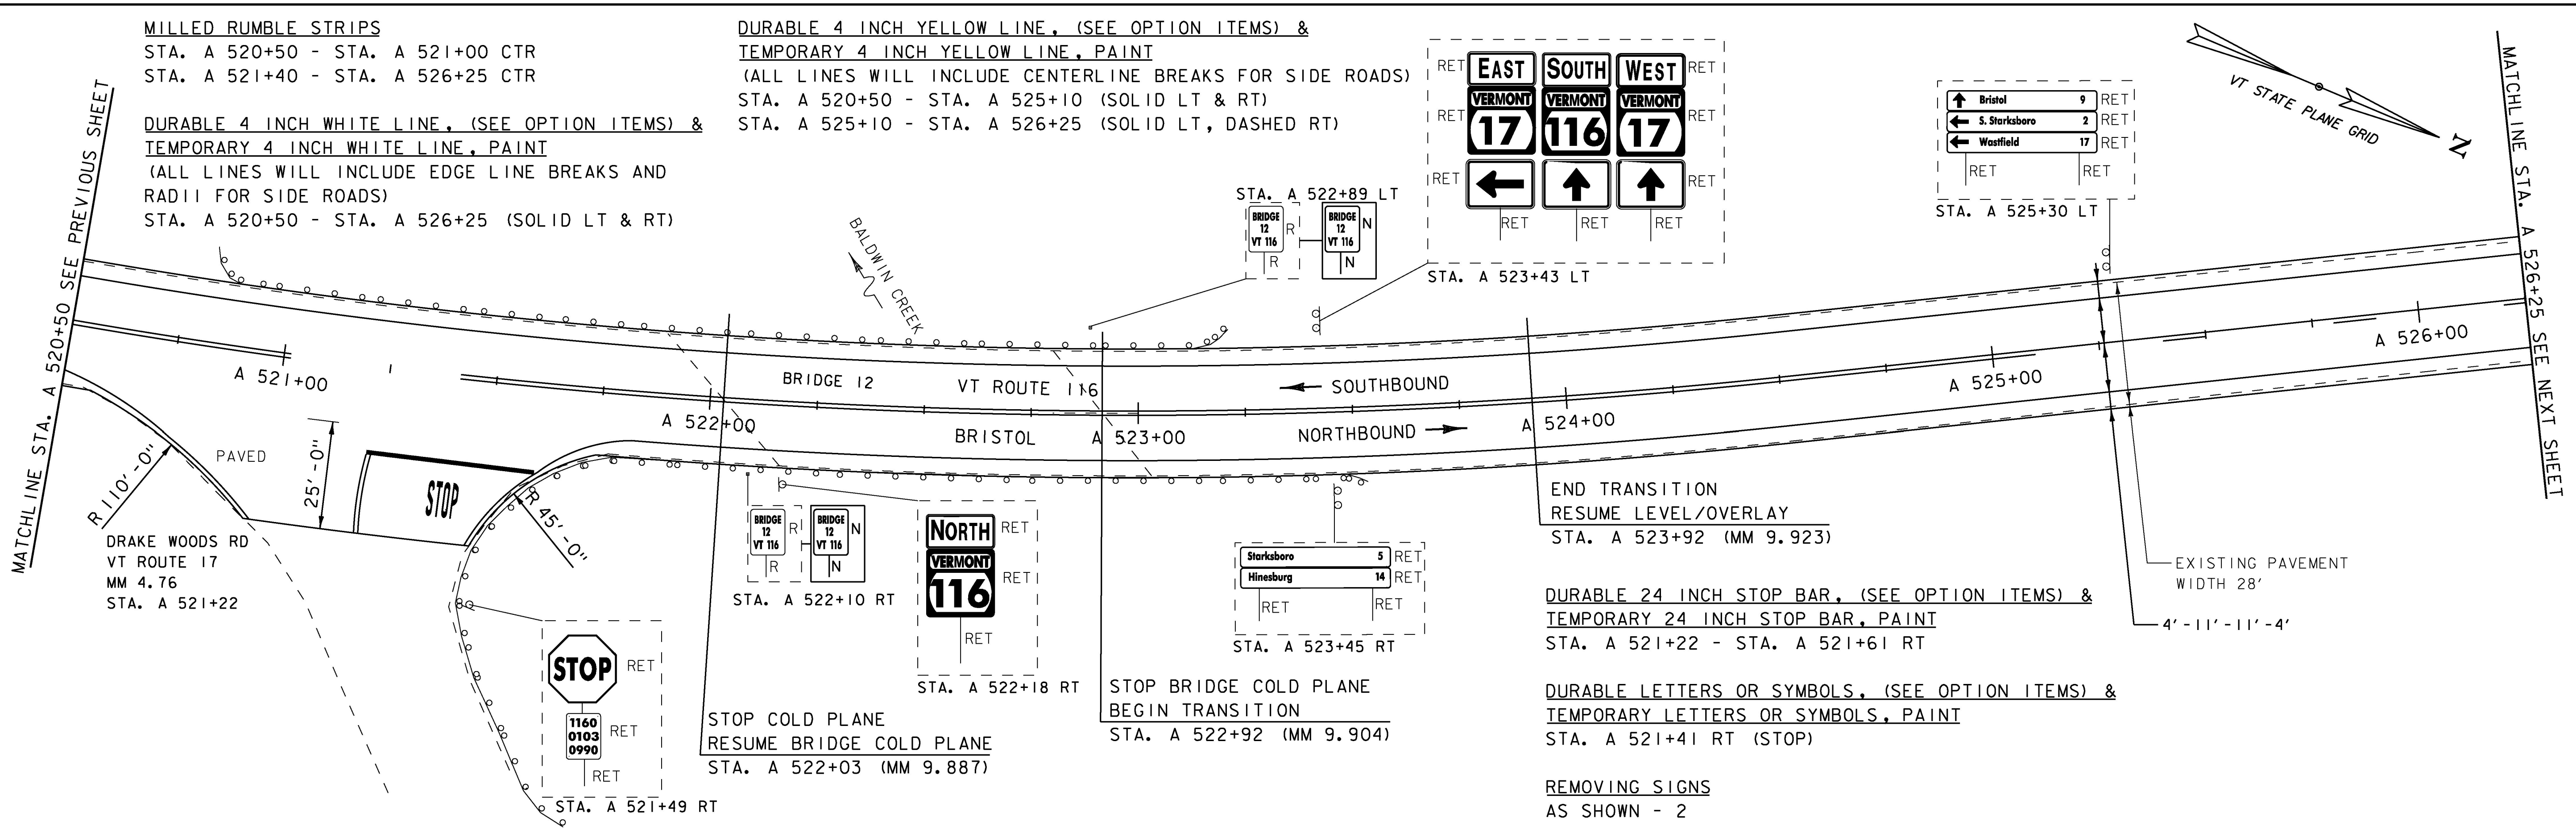 MILLED RUMBLE STRIPS
STA. A 520+50 - STA. A 521+00 CTR
STA. A 521+40 - STA. A 526+25 CTR
DURABLE 4 INCH WHITE LINE, (SEE OPTION ITEMS) &
TEMPORARY 4 INCH WHITE LINE, PAINT
(ALL LINES WILL INCLUDE EDGE LINE BREAKS AND
RADII FOR SIDE ROADS)
STA. A 520+50 - STA. A 526+25 (SOLID LT & RT)
DURABLE 4 INCH YELLOW LINE, (SEE OPTION ITEMS) &
TEMPORARY 4 INCH YELLOW LINE, PAINT
(ALL LINES WILL INCLUDE CENTERLINE BREAKS FOR SIDE ROADS)
STA. A 520+50 - STA. A 525+10 (SOLID LT & RT)
STA. A 525+10 - STA. A 526+25 (SOLID LT, DASHED RT)
MATCHLINE STA. A 520+50 SEE PREVIOUS SHEET
RET EAST SOUTH WEST RET
RET VERMONT 17 VERMONT 116 VERMONT 17 RET
RET RET
RET RET RET
STA. A 523+43 LT
STA. A 522+89 LT
BRIDGE 12 VT 116 R
R
BRIDGE 12 VT 116 N
N
BALDWIN CREEK
Bristol 9 RET
S. Starksboro 2 RET
Wastfield 17 RET
RET RET
STA. A 525+30 LT
VT STATE PLANE GRID
N
MATCHLINE STA. A 526+25 SEE NEXT SHEET
A 521+00
A 522+00
A 523+00
A 524+00
A 525+00
A 526+00
BRIDGE 12
VT ROUTE 116
SOUTHBOUND
BRISTOL
NORTHBOUND
PAVED
25'-0"
R 110'-0"
STOP
R 45'-0"
DRAKE WOODS RD
VT ROUTE 17
MM 4.76
STA. A 521+22
STOP RET
1160
0103
0990
RET
RET
STA. A 521+49 RT
BRIDGE 12 VT 116 R
R
BRIDGE 12 VT 116 N
N
STA. A 522+10 RT
NORTH RET
VERMONT
116
RET
RET
STA. A 522+18 RT
STOP COLD PLANE
RESUME BRIDGE COLD PLANE
STA. A 522+03 (MM 9.887)
STOP BRIDGE COLD PLANE
BEGIN TRANSITION
STA. A 522+92 (MM 9.904)
Starksboro 5 RET
Hinesburg 14 RET
RET RET
STA. A 523+45 RT
END TRANSITION
RESUME LEVEL/OVERLAY
STA. A 523+92 (MM 9.923)
EXISTING PAVEMENT
WIDTH 28'
4'-11'-11'-4'
DURABLE 24 INCH STOP BAR, (SEE OPTION ITEMS) &
TEMPORARY 24 INCH STOP BAR, PAINT
STA. A 521+22 - STA. A 521+61 RT
DURABLE LETTERS OR SYMBOLS, (SEE OPTION ITEMS) &
TEMPORARY LETTERS OR SYMBOLS, PAINT
STA. A 521+41 RT (STOP)
REMOVING SIGNS
AS SHOWN - 2